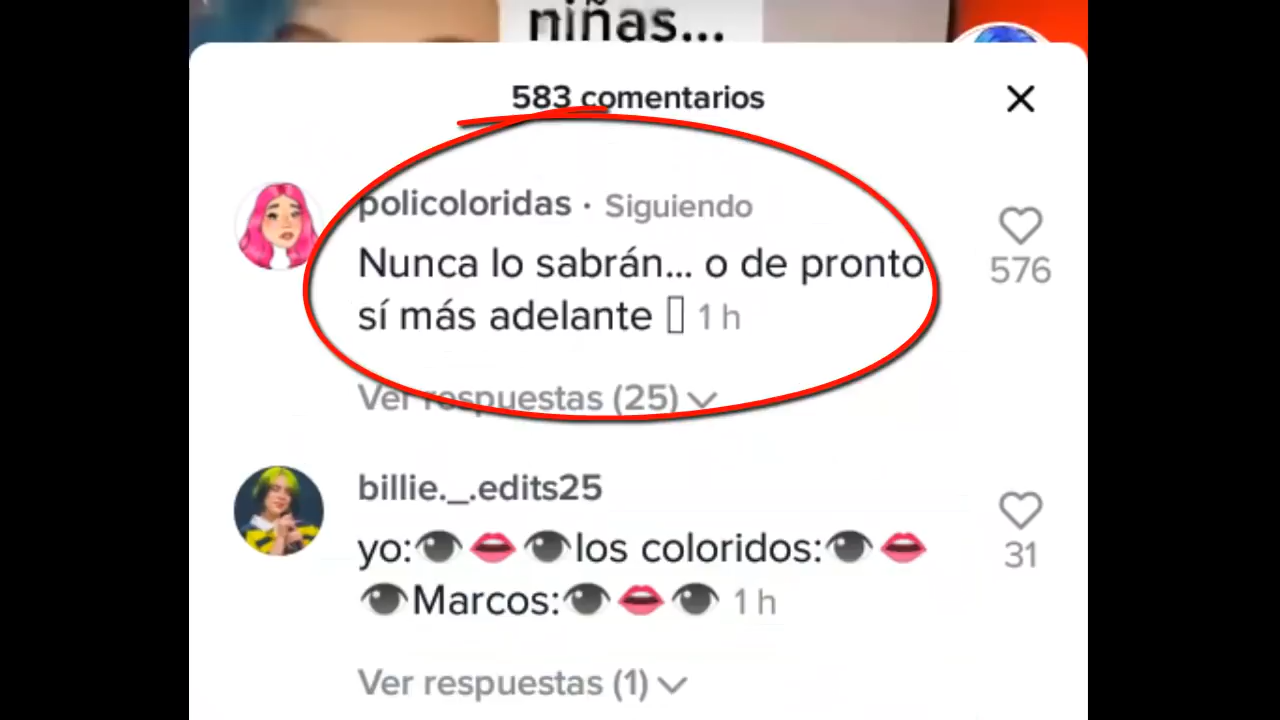 niñas...
583 comentarios
policoloridas · Siguiendo
Nunca lo sabrán... o de pronto
sí más adelante 1 h
576
Ver respuestas (25)
billie._.edits25
yo:👁️👄👁️los coloridos:👁️👄
👁️Marcos:👁️👄👁️ 1 h
31
Ver respuestas (1)